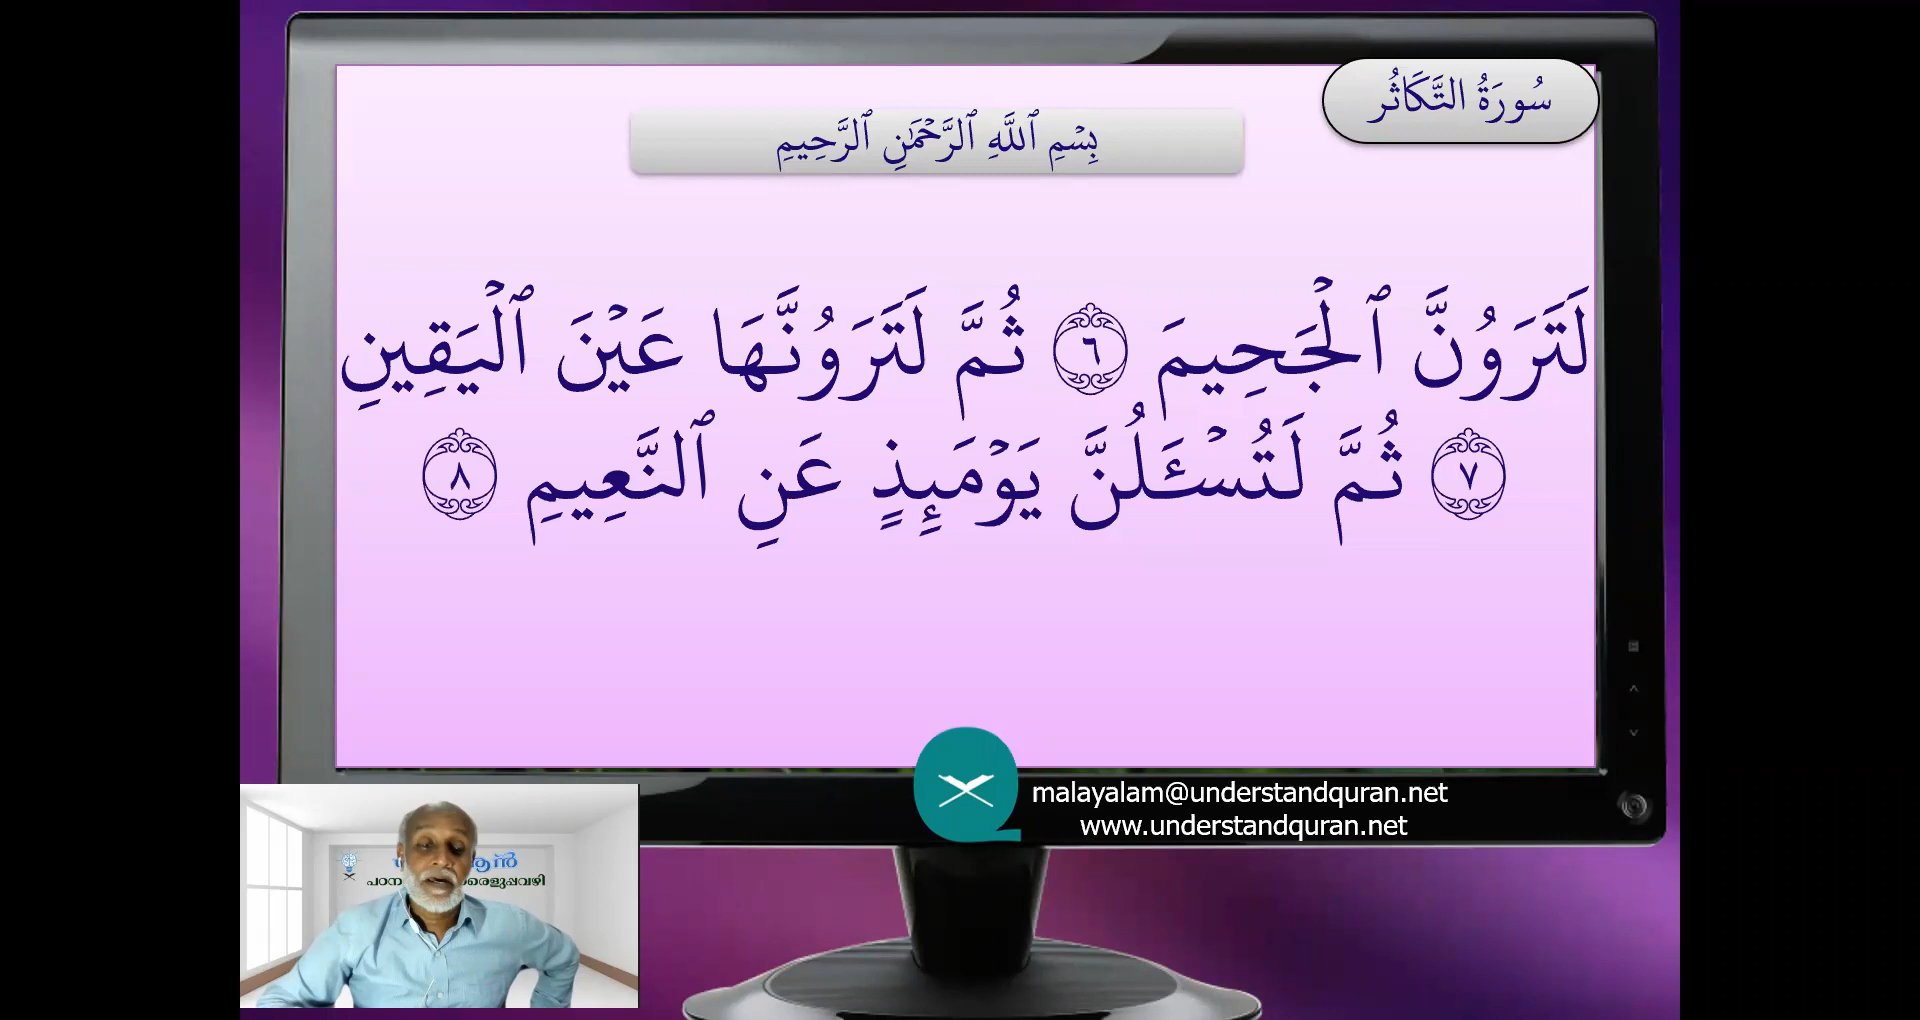 سُورَةُ التَّكَاثُر
بِسْمِ ٱللَّهِ ٱلرَّحْمَٰنِ ٱلرَّحِيمِ
لَتَرَوُنَّ ٱلْجَحِيمَ ٦ ثُمَّ لَتَرَوُنَّهَا عَيْنَ ٱلْيَقِينِ
٧ ثُمَّ لَتُسْـَٔلُنَّ يَوْمَئِذٍ عَنِ ٱلنَّعِيمِ ٨
malayalam@understandquran.net
www.understandquran.net